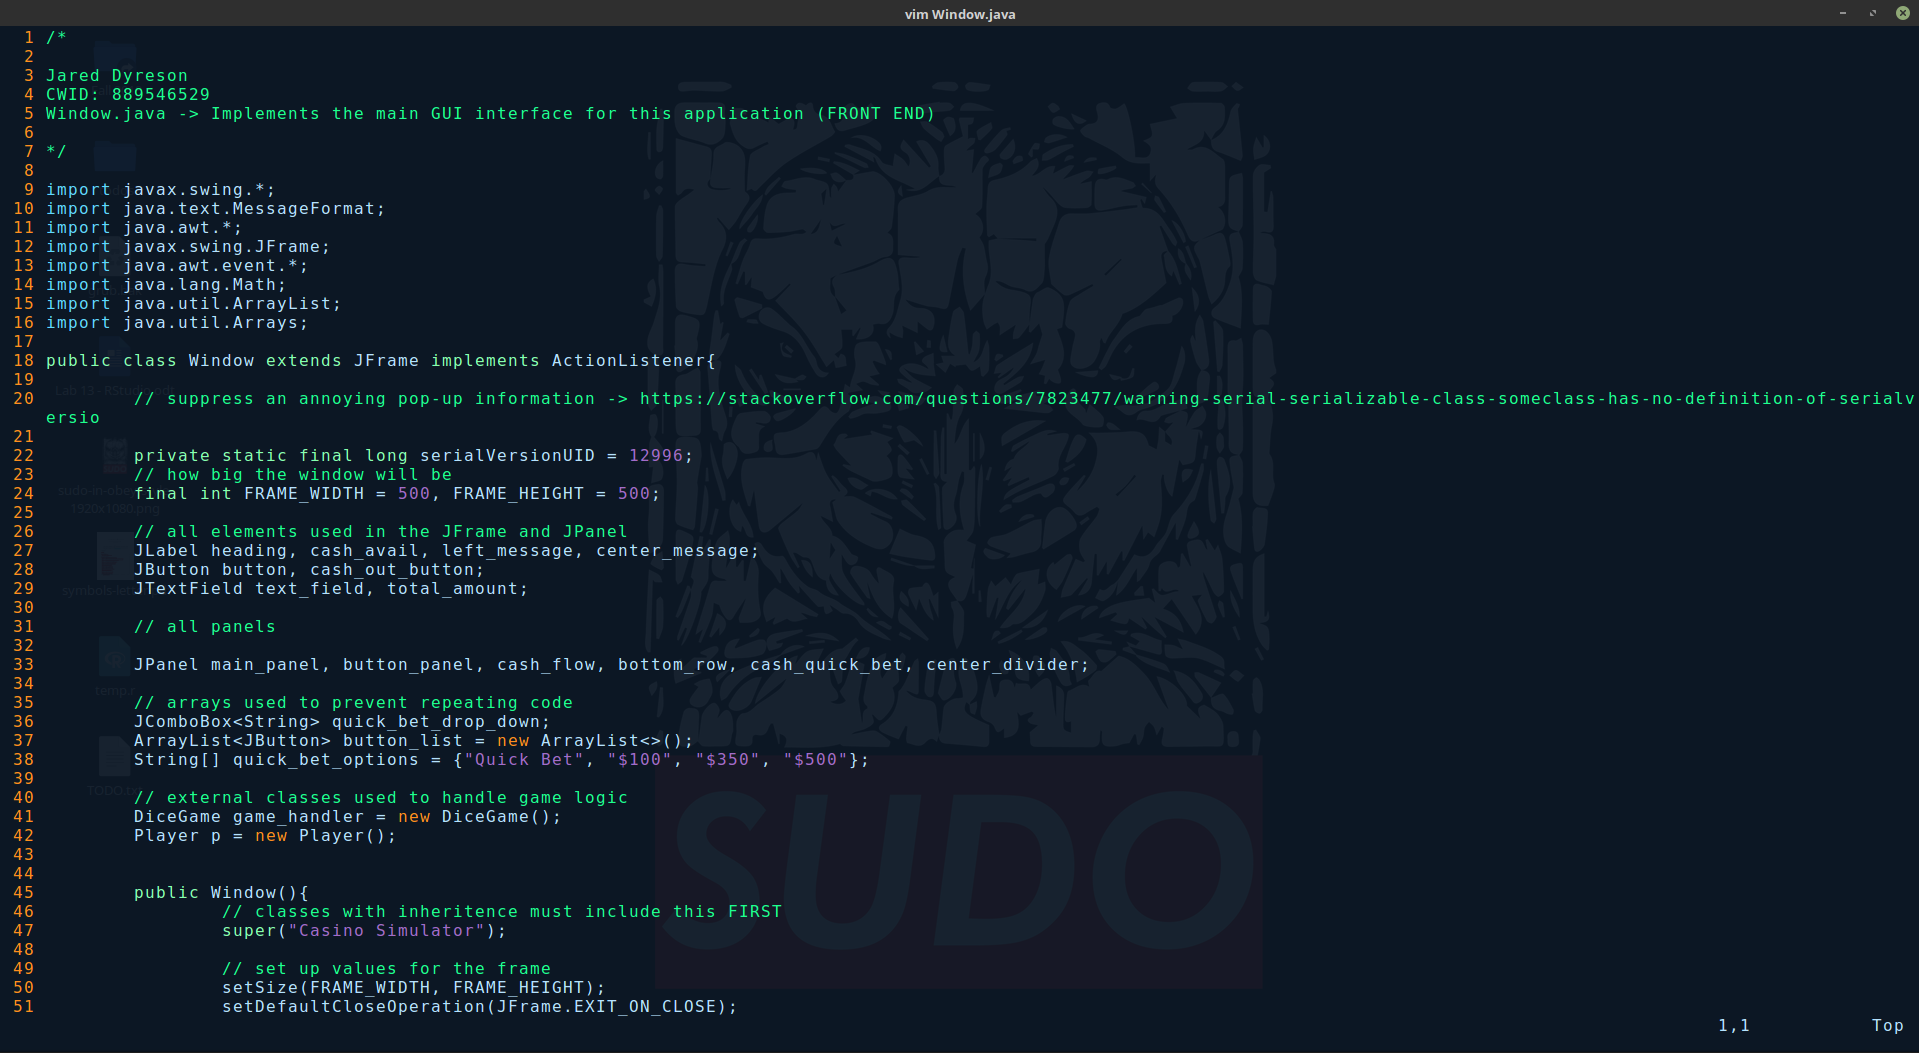 vim Window.java
1 /*
2
3 Jared Dyreson
4 CWID: 889546529
5 Window.java -> Implements the main GUI interface for this application (FRONT END)
6
7 */
8
9 import javax.swing.*;
10 import java.text.MessageFormat;
11 import java.awt.*;
12 import javax.swing.JFrame;
13 import java.awt.event.*;
14 import java.lang.Math;
15 import java.util.ArrayList;
16 import java.util.Arrays;
17
18 public class Window extends JFrame implements ActionListener{
19
20 // suppress an annoying pop-up information -> https://stackoverflow.com/questions/7823477/warning-serial-serializable-class-someclass-has-no-definition-of-serialv
ersio
21
22 private static final long serialVersionUID = 12996;
23 // how big the window will be
24 final int FRAME_WIDTH = 500, FRAME_HEIGHT = 500;
25
26 // all elements used in the JFrame and JPanel
27 JLabel heading, cash_avail, left_message, center_message;
28 JButton button, cash_out_button;
29 JTextField text_field, total_amount;
30
31 // all panels
32
33 JPanel main_panel, button_panel, cash_flow, bottom_row, cash_quick_bet, center_divider;
34
35 // arrays used to prevent repeating code
36 JComboBox<String> quick_bet_drop_down;
37 ArrayList<JButton> button_list = new ArrayList<>();
38 String[] quick_bet_options = {"Quick Bet", "$100", "$350", "$500"};
39
40 // external classes used to handle game logic
41 DiceGame game_handler = new DiceGame();
42 Player p = new Player();
43
44
45 public Window(){
46 // classes with inheritence must include this FIRST
47 super("Casino Simulator");
48
49 // set up values for the frame
50 setSize(FRAME_WIDTH, FRAME_HEIGHT);
51 setDefaultCloseOperation(JFrame.EXIT_ON_CLOSE);
1,1 Top
Lab 13 - RStudio.odt
1920x1080.png
temp.r
SUDO